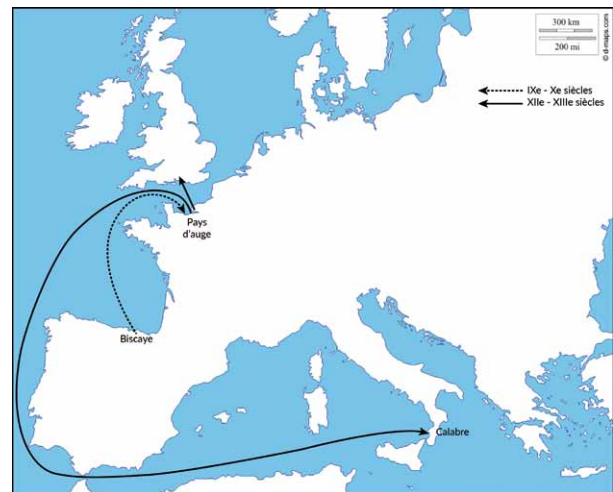 300 km
200 mi
© d-maps.com
IXe - Xe siècles
XIIe - XIIIe siècles
Pays
d'auge
Biscaye
Calabre